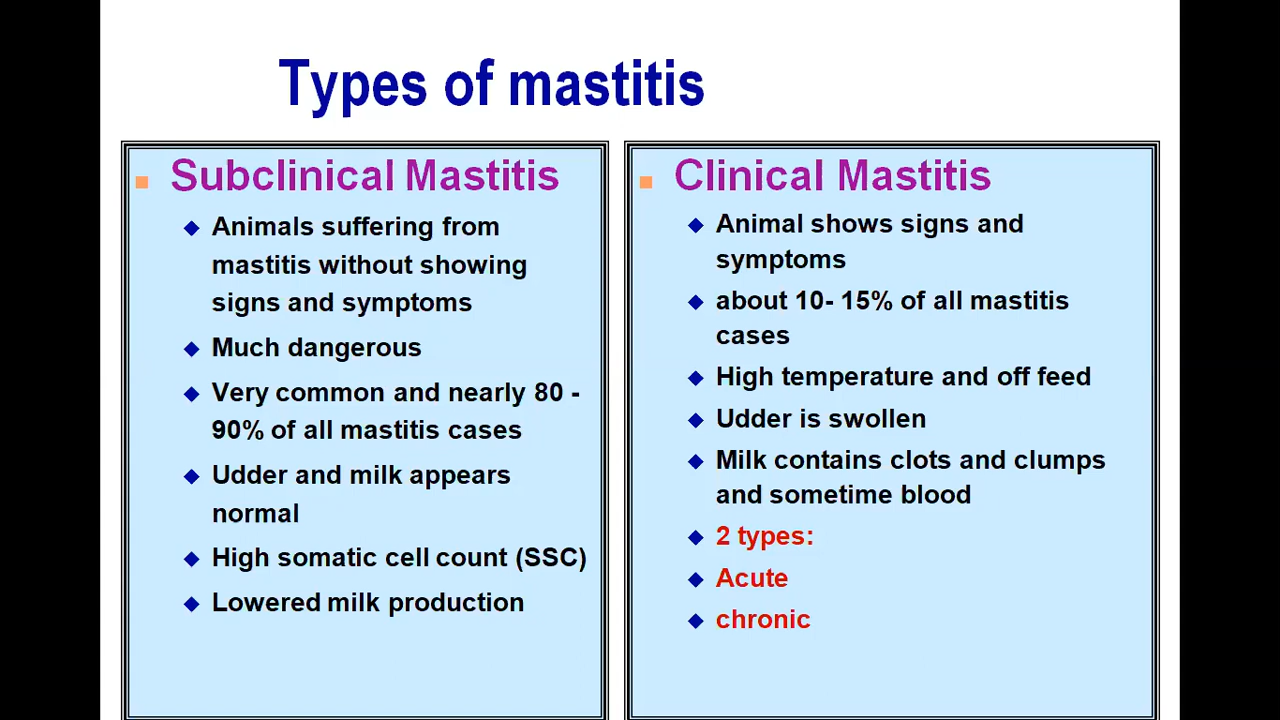 Types of mastitis
Subclinical Mastitis
Animals suffering from
mastitis without showing
signs and symptoms
Much dangerous
Very common and nearly 80 -
90% of all mastitis cases
Udder and milk appears
normal
High somatic cell count (SSC)
Lowered milk production
Clinical Mastitis
Animal shows signs and
symptoms
about 10- 15% of all mastitis
cases
High temperature and off feed
Udder is swollen
Milk contains clots and clumps
and sometime blood
2 types:
Acute
chronic